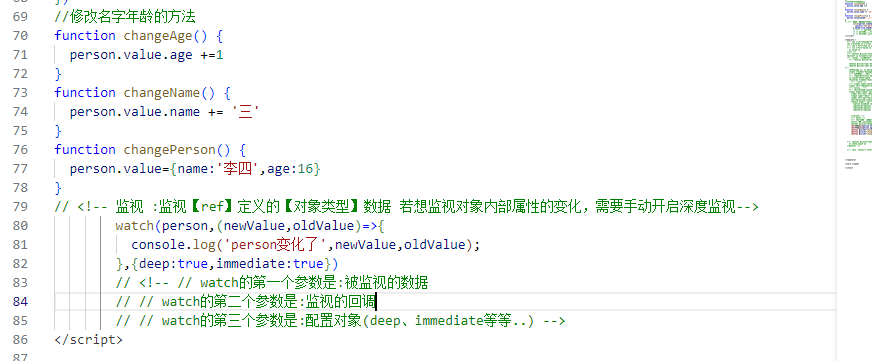 69 //修改名字年龄的方法
70 function changeAge() {
71 person.value.age +=1
72 }
73 function changeName() {
74 person.value.name += '三'
75 }
76 function changePerson() {
77 person.value={name:'李四',age:16}
78 }
79 // <!-- 监视 :监视【ref】定义的【对象类型】数据 若想监视对象内部属性的变化，需要手动开启深度监视-->
80 watch(person,(newValue,oldValue)=>{
81 console.log('person变化了',newValue,oldValue);
82 },{deep:true,immediate:true})
83 // <!-- // watch的第一个参数是:被监视的数据
84 // // watch的第二个参数是:监视的回调
85 // // watch的第三个参数是:配置对象(deep、immediate等等..) -->
86 </script>
87